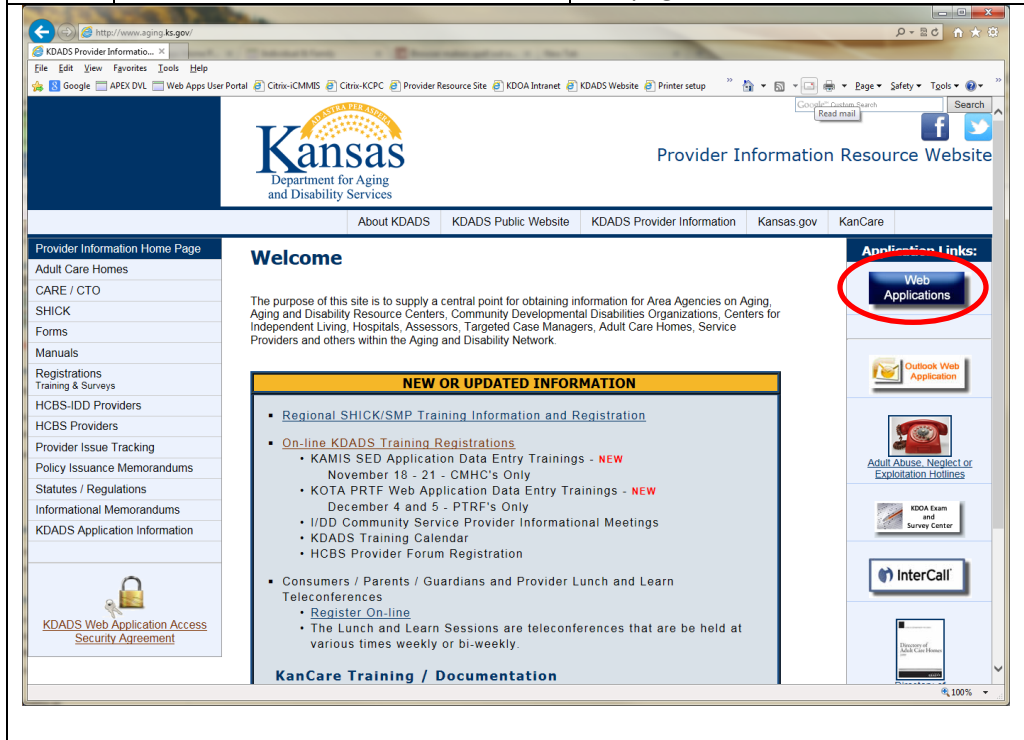 http://www.aging.ks.gov/
KDADS Provider Informatio... ×
File Edit View Favorites Tools Help
Google APEX DVL Web Apps User Portal Citrix-iCMMIS Citrix-KCPC Provider Resource Site KDOA Intranet KDADS Website Printer setup » Page Safety Tools »
Google™ Custom Search Search
Read mail
AD ASTRA PER ASPERA
Kansas
Department for Aging
and Disability Services
Provider Information Resource Website
About KDADS KDADS Public Website KDADS Provider Information Kansas.gov KanCare
Provider Information Home Page
Adult Care Homes
CARE / CTO
SHICK
Forms
Manuals
Registrations
Training & Surveys
HCBS-IDD Providers
HCBS Providers
Provider Issue Tracking
Policy Issuance Memorandums
Statutes / Regulations
Informational Memorandums
KDADS Application Information
KDADS Web Application Access
Security Agreement
Welcome
The purpose of this site is to supply a central point for obtaining information for Area Agencies on Aging,
Aging and Disability Resource Centers, Community Developmental Disabilities Organizations, Centers for
Independent Living, Hospitals, Assessors, Targeted Case Managers, Adult Care Homes, Service
Providers and others within the Aging and Disability Network.
NEW OR UPDATED INFORMATION
▪ Regional SHICK/SMP Training Information and Registration
▪ On-line KDADS Training Registrations
• KAMIS SED Application Data Entry Trainings - NEW
November 18 - 21 - CMHC's Only
• KOTA PRTF Web Application Data Entry Trainings - NEW
December 4 and 5 - PTRF's Only
• I/DD Community Service Provider Informational Meetings
• KDADS Training Calendar
• HCBS Provider Forum Registration
▪ Consumers / Parents / Guardians and Provider Lunch and Learn
Teleconferences
• Register On-line
• The Lunch and Learn Sessions are teleconferences that are be held at
various times weekly or bi-weekly.
KanCare Training / Documentation
Application Links:
Web
Applications
Outlook Web
Application
Adult Abuse, Neglect or
Exploitation Hotlines
KDOA Exam
and
Survey Center
InterCall
Directory of
Adult Care Homes
100%